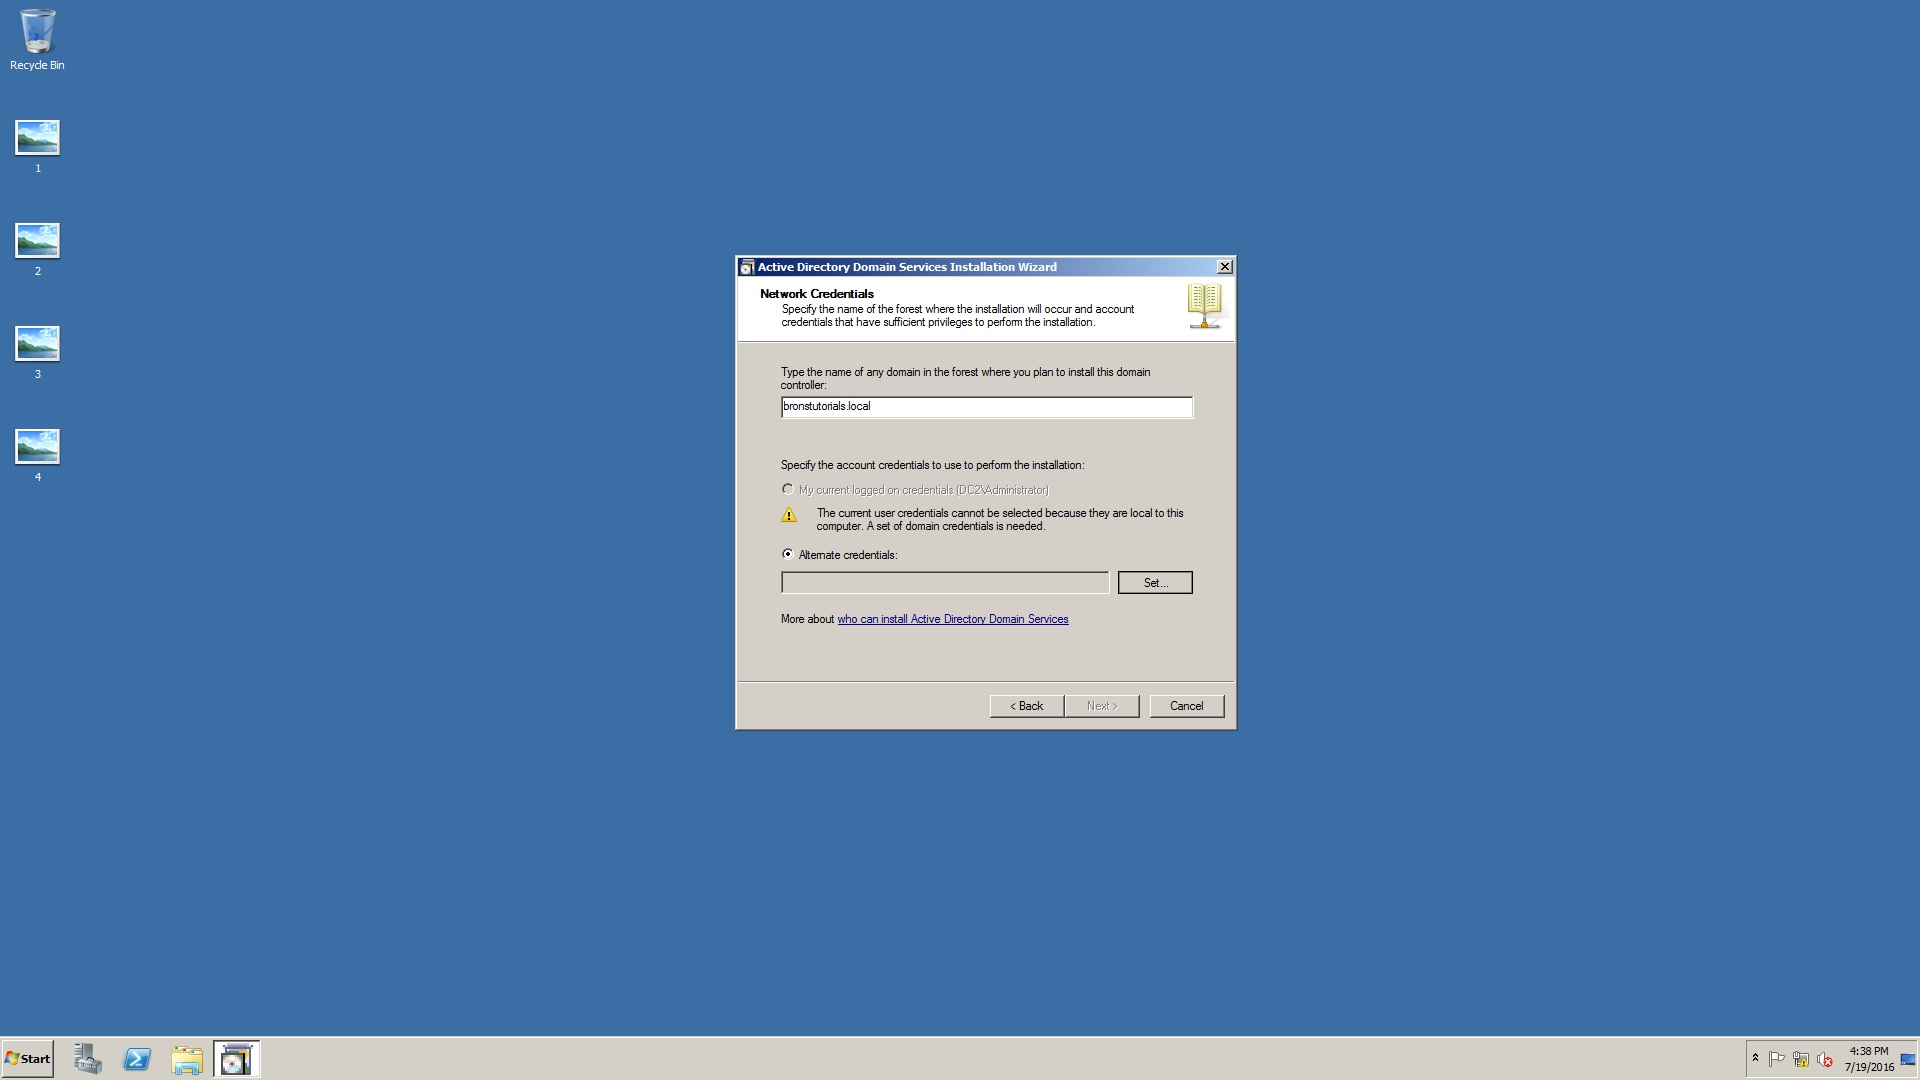 Recycle Bin
1
2
3
4
Active Directory Domain Services Installation Wizard
Network Credentials
Specify the name of the forest where the installation will occur and account
credentials that have sufficient privileges to perform the installation.
Type the name of any domain in the forest where you plan to install this domain
controller:
bronstutorials.local
Specify the account credentials to use to perform the installation:
My current logged on credentials (DC2\Administrator)
The current user credentials cannot be selected because they are local to this
computer. A set of domain credentials is needed.
Alternate credentials:
Set...
More about who can install Active Directory Domain Services
< Back
Next >
Cancel
Start
4:38 PM
7/19/2016